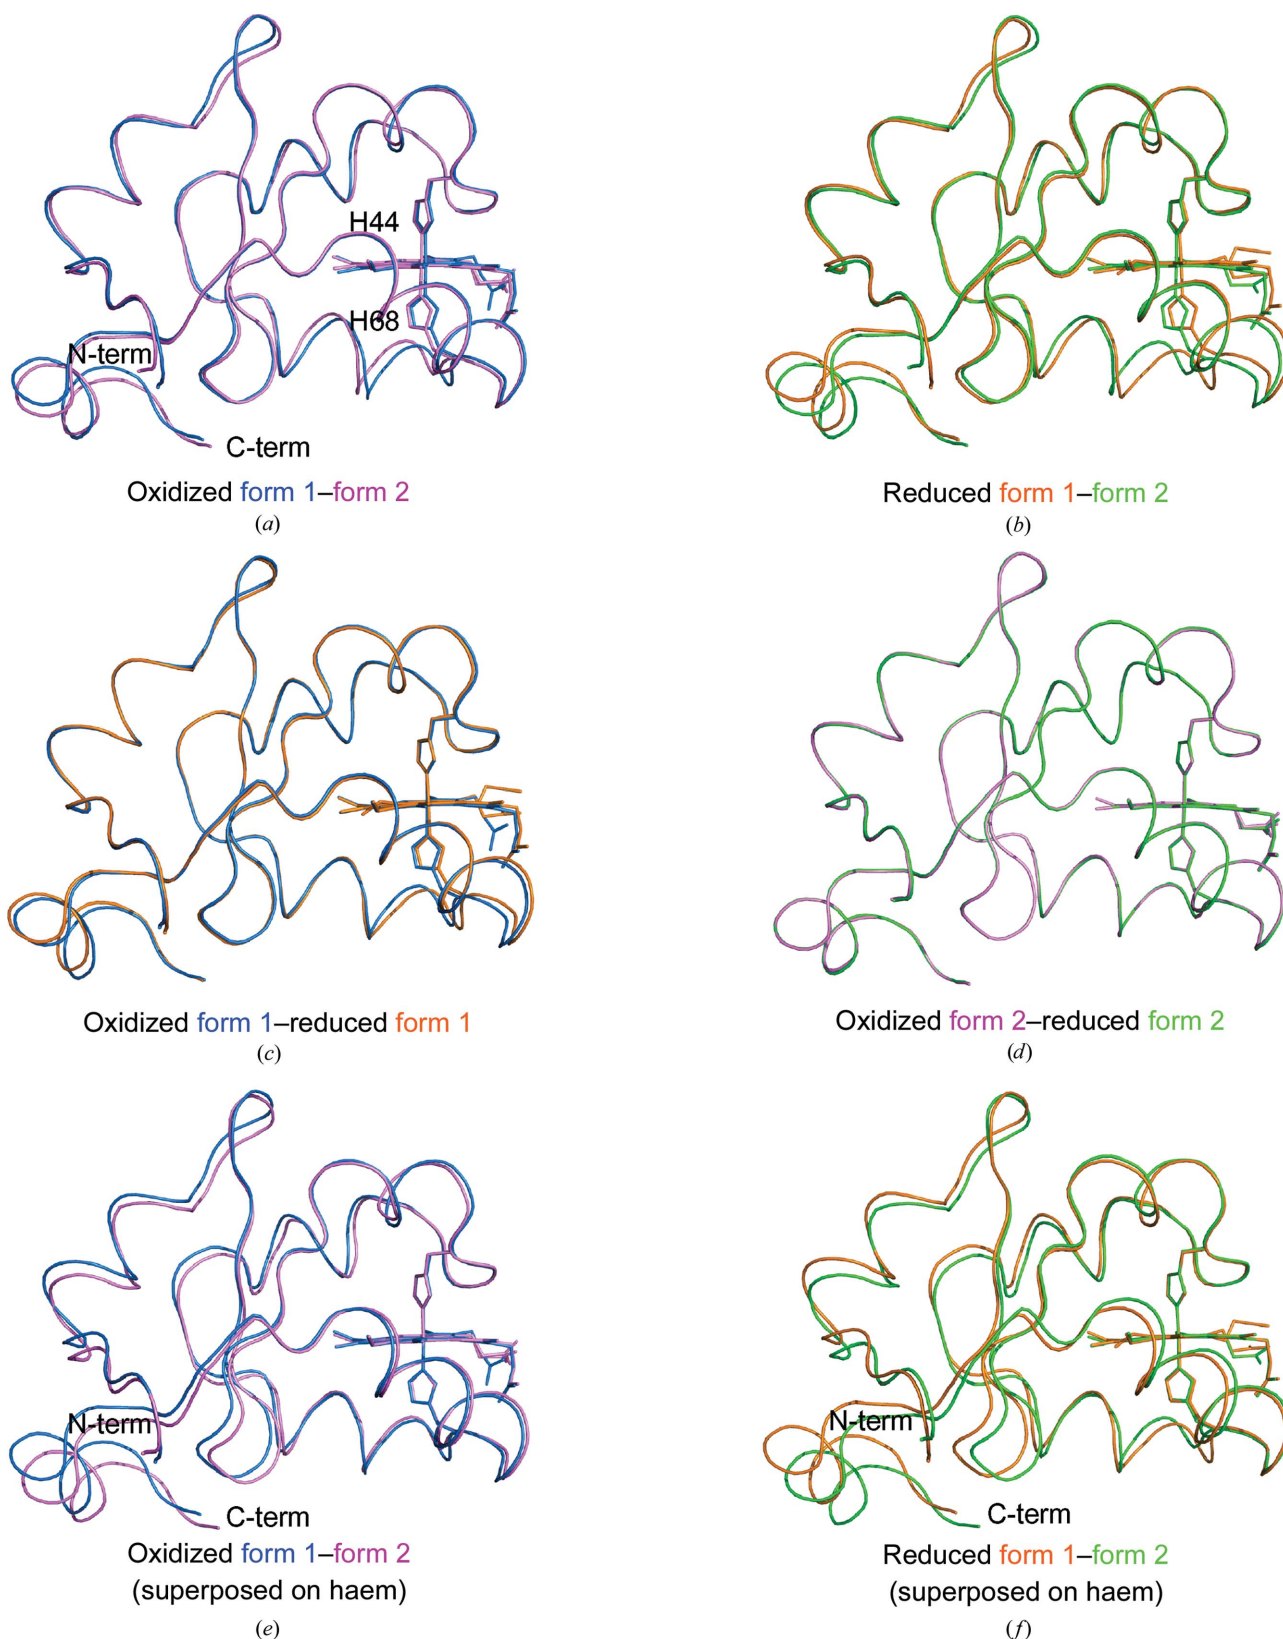 H44
H68
N-term
C-term
Oxidized form 1–form 2
(a)
Reduced form 1–form 2
(b)
Oxidized form 1–reduced form 1
(c)
Oxidized form 2–reduced form 2
(d)
N-term
C-term
Oxidized form 1–form 2
(superposed on haem)
(e)
N-term
C-term
Reduced form 1–form 2
(superposed on haem)
(f)